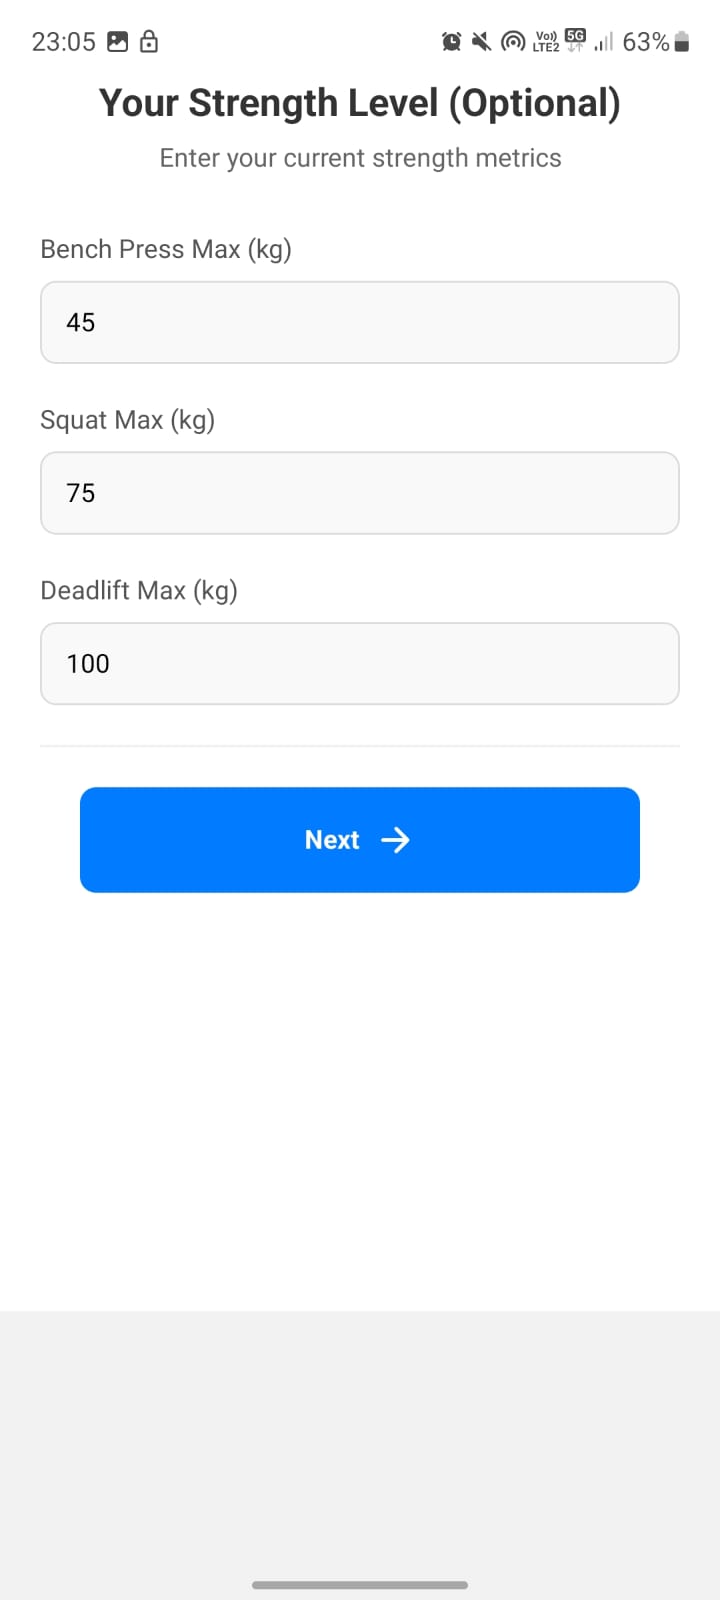 23:05 Vo) LTE2 5G 63%
Your Strength Level (Optional)
Enter your current strength metrics
Bench Press Max (kg)
45
Squat Max (kg)
75
Deadlift Max (kg)
100
Next